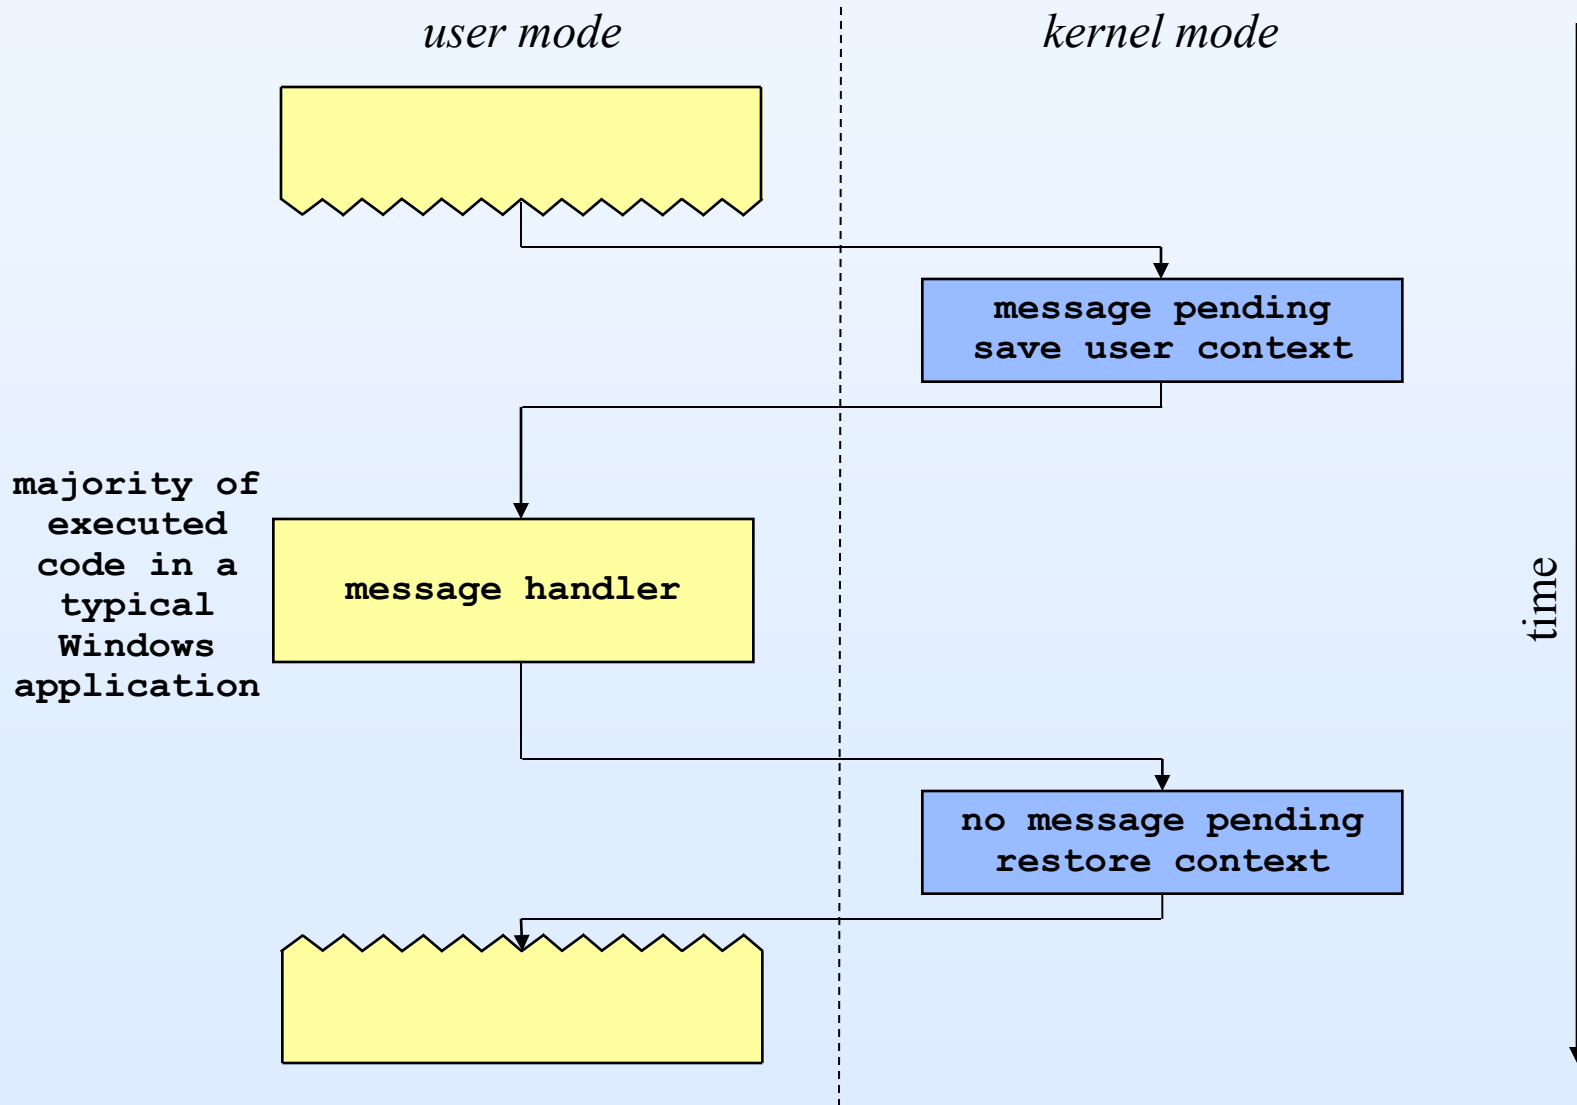 user mode
kernel mode
message pending
save user context
majority of
executed
code in a
typical
Windows
application
message handler
time
no message pending
restore context